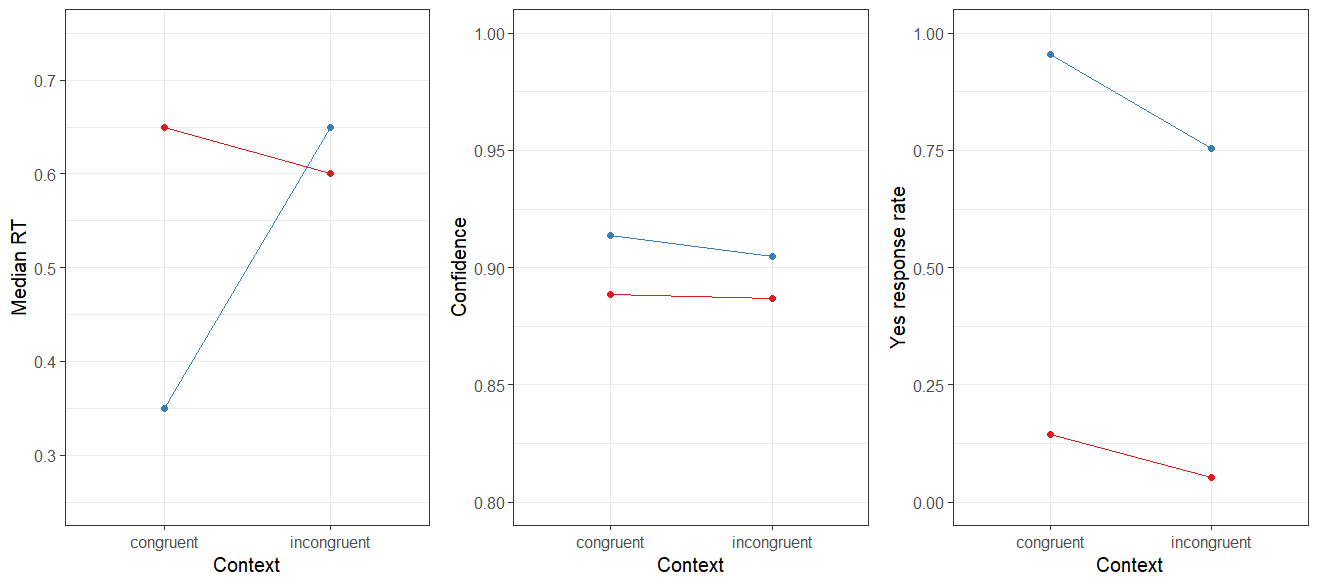 Median RT
0.7
0.6
0.5
0.4
0.3
congruent incongruent
Context
Confidence
1.00
0.95
0.90
0.85
0.80
congruent incongruent
Context
Yes response rate
1.00
0.75
0.50
0.25
0.00
congruent incongruent
Context